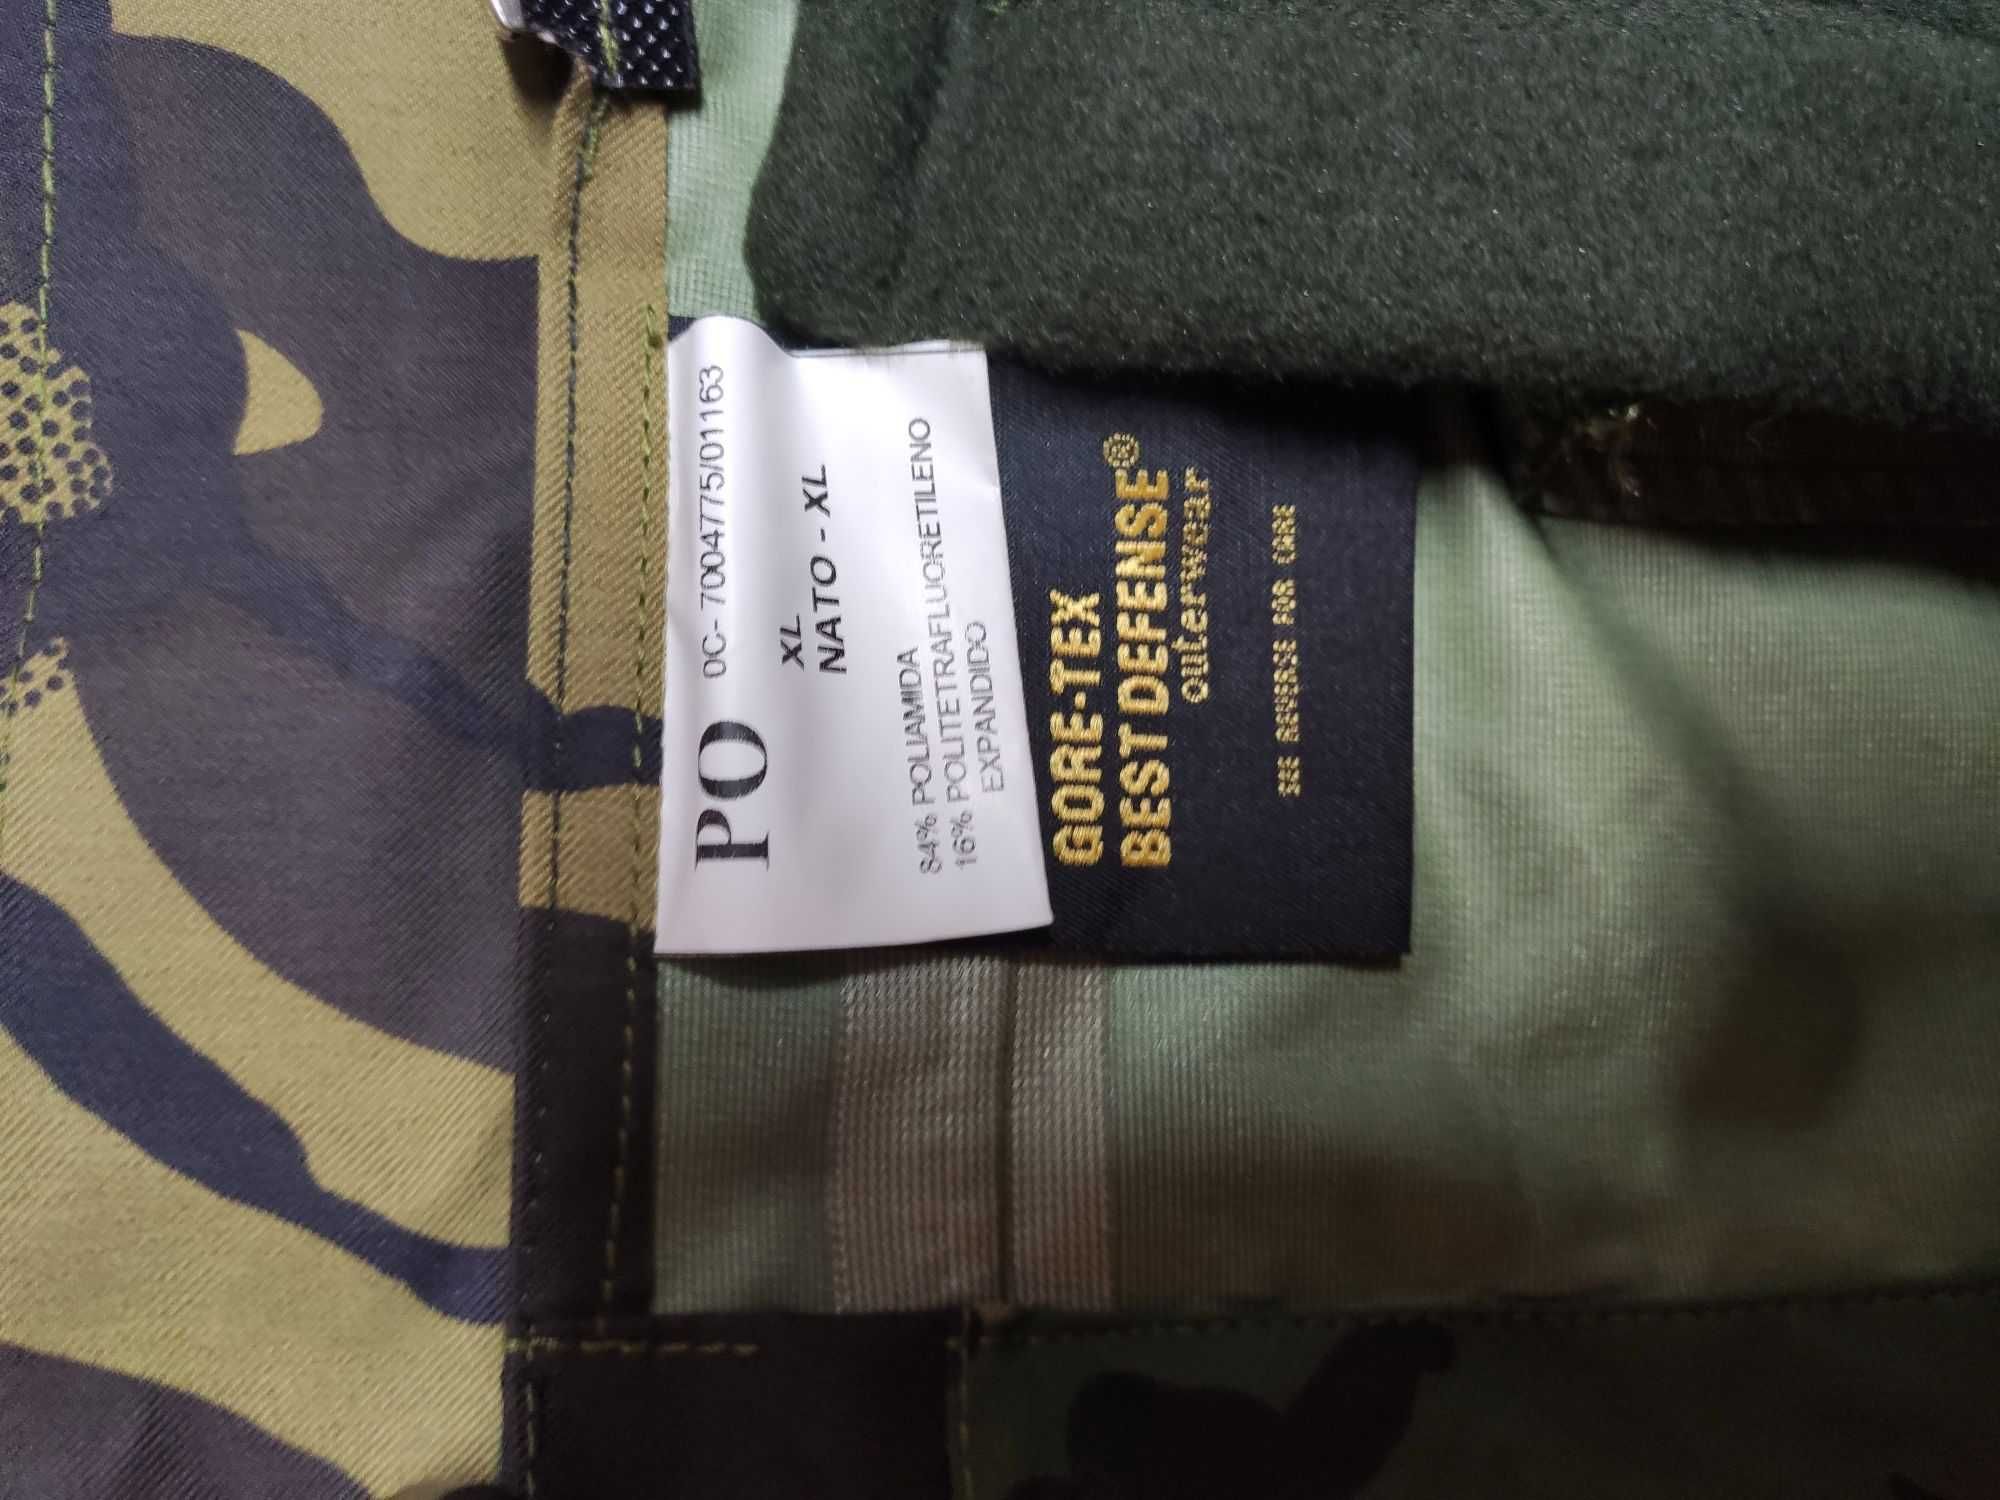 PO 0C- 7004775/01163
XL
NATO - XL
84% POLIAMIDA
16% POLITETRAFLUORETILENO
EXPANDIDO
GORE-TEX
BEST DEFENSE®
outerwear
SEE REVERSE FOR CARE